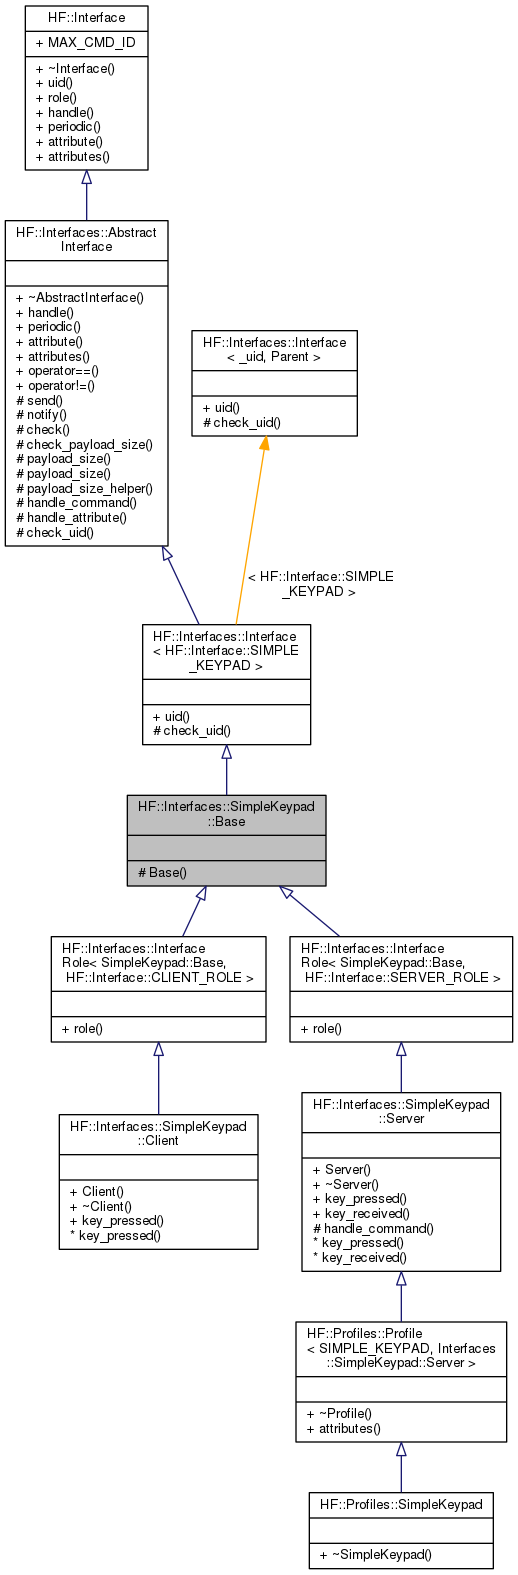 HF::Interface
+ MAX_CMD_ID
+ ~Interface()
+ uid()
+ role()
+ handle()
+ periodic()
+ attribute()
+ attributes()
HF::Interfaces::Abstract
Interface
+ ~AbstractInterface()
+ handle()
+ periodic()
+ attribute()
+ attributes()
+ operator==()
+ operator!=()
# send()
# notify()
# check()
# check_payload_size()
# payload_size()
# payload_size()
# payload_size_helper()
# handle_command()
# handle_attribute()
# check_uid()
HF::Interfaces::Interface
< _uid, Parent >
+ uid()
# check_uid()
< HF::Interface::SIMPLE
_KEYPAD >
HF::Interfaces::Interface
< HF::Interface::SIMPLE
_KEYPAD >
+ uid()
# check_uid()
HF::Interfaces::SimpleKeypad
::Base
# Base()
HF::Interfaces::Interface
Role< SimpleKeypad::Base,
HF::Interface::CLIENT_ROLE >
+ role()
HF::Interfaces::Interface
Role< SimpleKeypad::Base,
HF::Interface::SERVER_ROLE >
+ role()
HF::Interfaces::SimpleKeypad
::Client
+ Client()
+ ~Client()
+ key_pressed()
* key_pressed()
HF::Interfaces::SimpleKeypad
::Server
+ Server()
+ ~Server()
+ key_pressed()
+ key_received()
# handle_command()
* key_pressed()
* key_received()
HF::Profiles::Profile
< SIMPLE_KEYPAD, Interfaces
::SimpleKeypad::Server >
+ ~Profile()
+ attributes()
HF::Profiles::SimpleKeypad
+ ~SimpleKeypad()